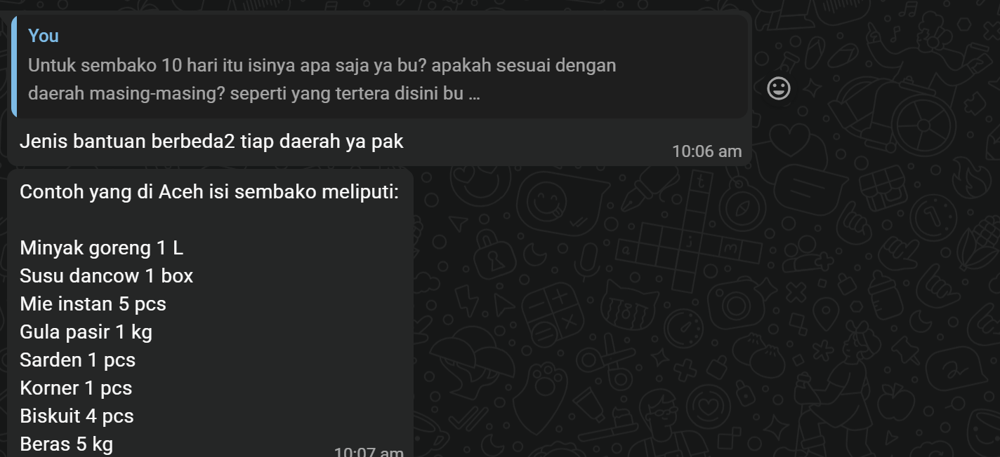 You
Untuk sembako 10 hari itu isinya apa saja ya bu? apakah sesuai dengan
daerah masing-masing? seperti yang tertera disini bu ...
Jenis bantuan berbeda2 tiap daerah ya pak
10:06 am
Contoh yang di Aceh isi sembako meliputi:
Minyak goreng 1 L
Susu dancow 1 box
Mie instan 5 pcs
Gula pasir 1 kg
Sarden 1 pcs
Korner 1 pcs
Biskuit 4 pcs
Beras 5 kg
10:07 am